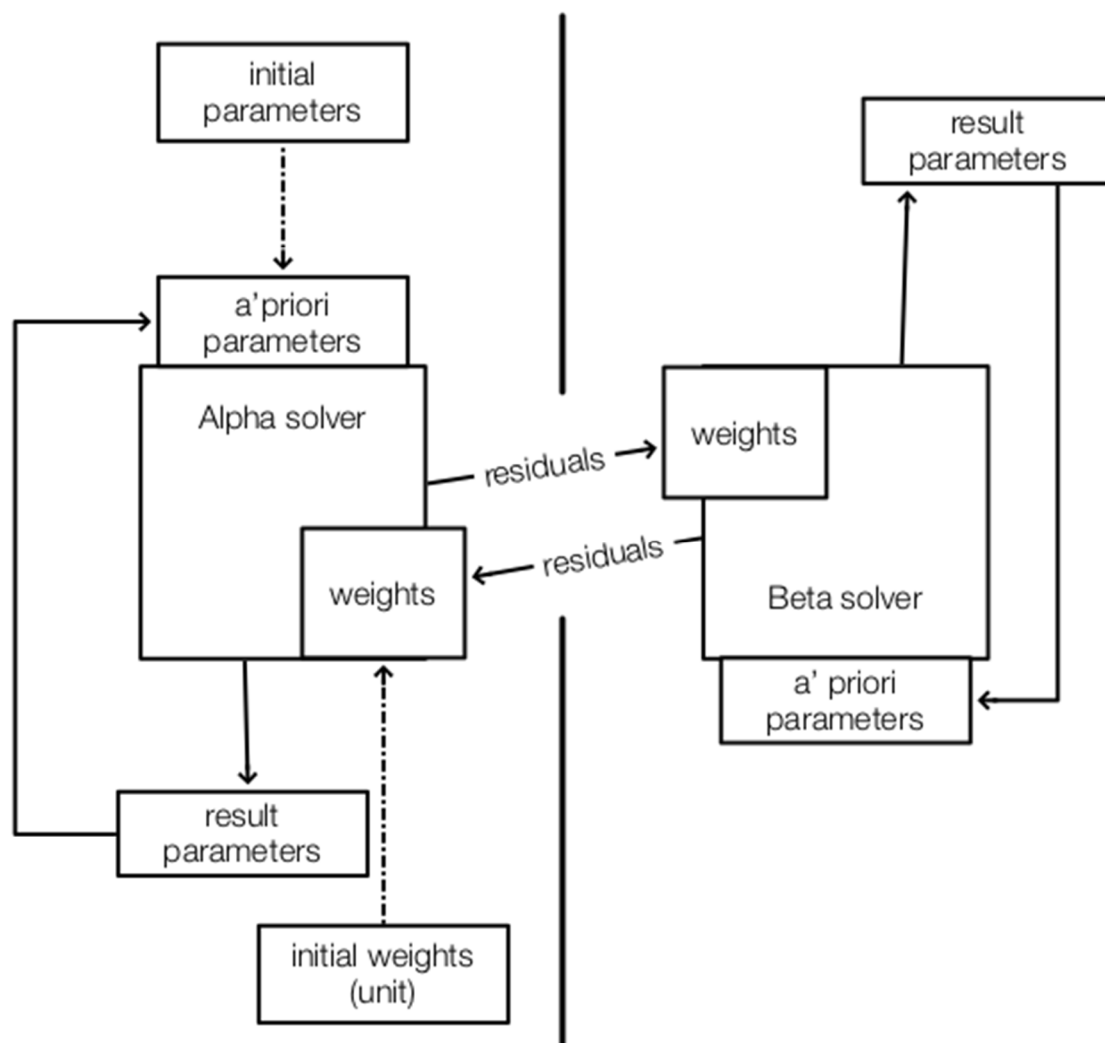 initial
parameters
a'priori
parameters
Alpha solver
weights
result
parameters
initial weights
(unit)
residuals
residuals
result
parameters
weights
Beta solver
a' priori
parameters